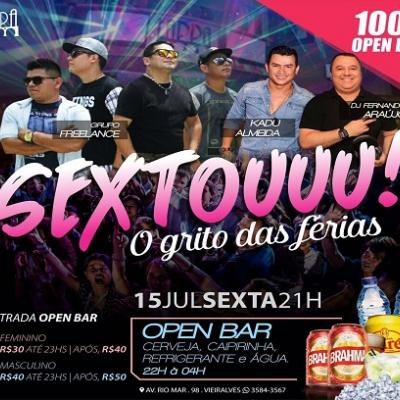 100%
OPEN B
GRUPO
FREELANCE
KADU
ALMEIDA
DJ FERNANDO
ARAÚJO
SEXTOUUU!
O grito das férias
15JULSEXTA21H
TRADA OPEN BAR
FEMININO
R$30 ATÉ 23HS | APÓS, R$40
MASCULINO
R$40 ATÉ 23HS | APÓS, R$50
OPEN BAR
CERVEJA, CAIPIRINHA,
REFRIGERANTE e ÁGUA.
22H às 04H
AV. RIO MAR . 98 . VIEIRALVES 3584-3567
BRAHMA